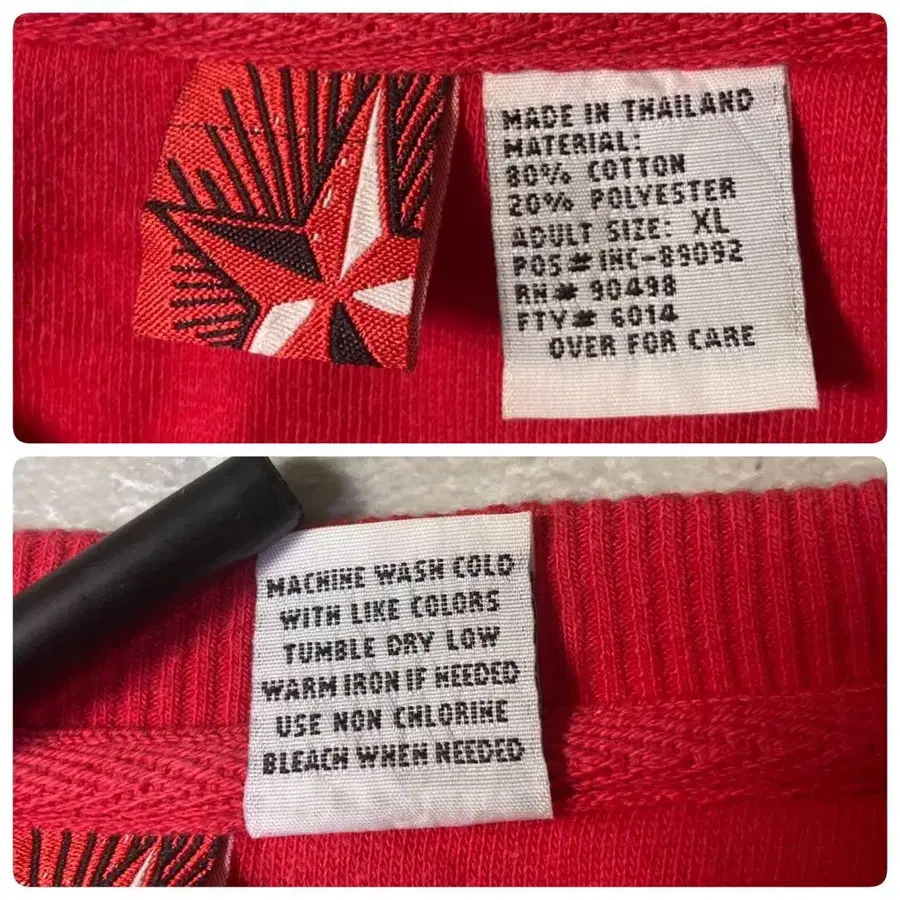 MADE IN THAILAND
MATERIAL:
80% COTTON
20% POLYESTER
ADULT SIZE: XL
POS# INC-89092
RN# 90498
FTY# 6014
OVER FOR CARE
MACHINE WASH COLD
WITH LIKE COLORS
TUMBLE DRY LOW
WARM IRON IF NEEDED
USE NON CHLORINE
BLEACH WHEN NEEDED